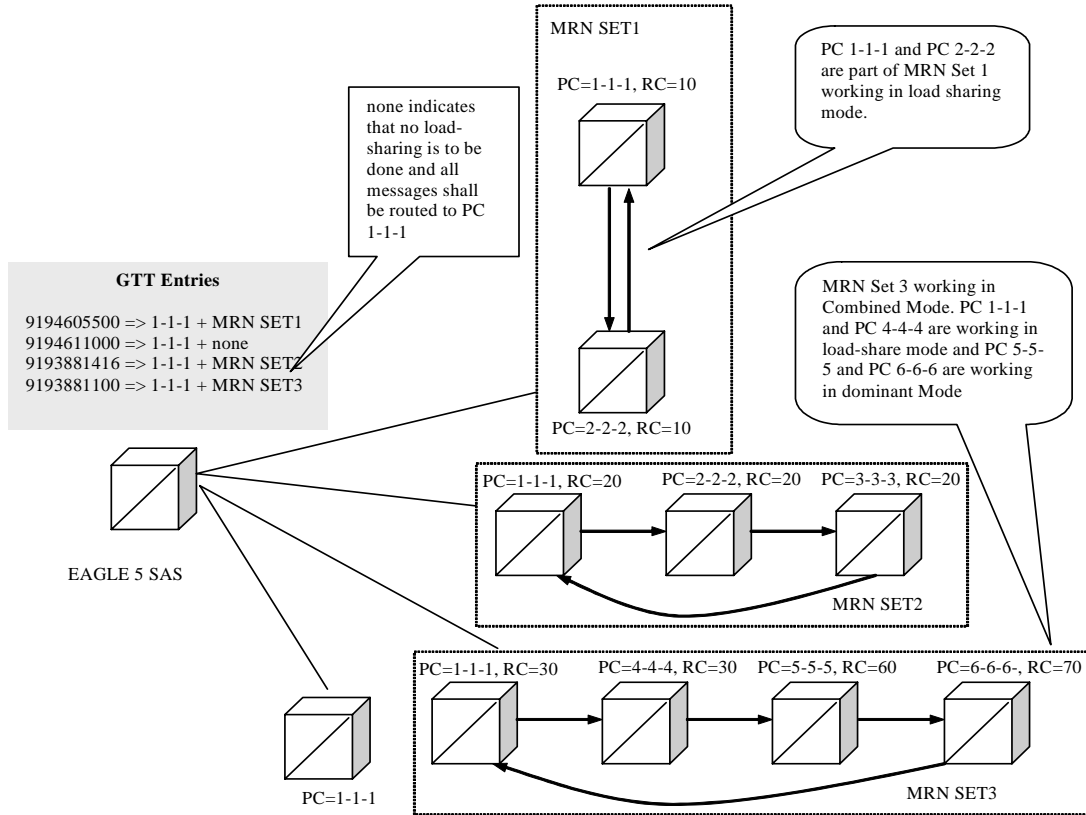 MRN SET1
PC=1-1-1, RC=10
PC 1-1-1 and PC 2-2-2
are part of MRN Set 1
working in load sharing
mode.
none indicates
that no load-
sharing is to be
done and all
messages shall
be routed to PC
1-1-1
GTT Entries
9194605500 => 1-1-1 + MRN SET1
9194611000 => 1-1-1 + none
9193881416 => 1-1-1 + MRN SET2
9193881100 => 1-1-1 + MRN SET3
MRN Set 3 working in
Combined Mode. PC 1-1-1
and PC 4-4-4 are working in
load-share mode and PC 5-5-
5 and PC 6-6-6 are working
in dominant Mode
PC=2-2-2, RC=10
EAGLE 5 SAS
PC=1-1-1, RC=20
PC=2-2-2, RC=20
PC=3-3-3, RC=20
MRN SET2
PC=1-1-1, RC=30
PC=4-4-4, RC=30
PC=5-5-5, RC=60
PC=6-6-6-, RC=70
MRN SET3
PC=1-1-1